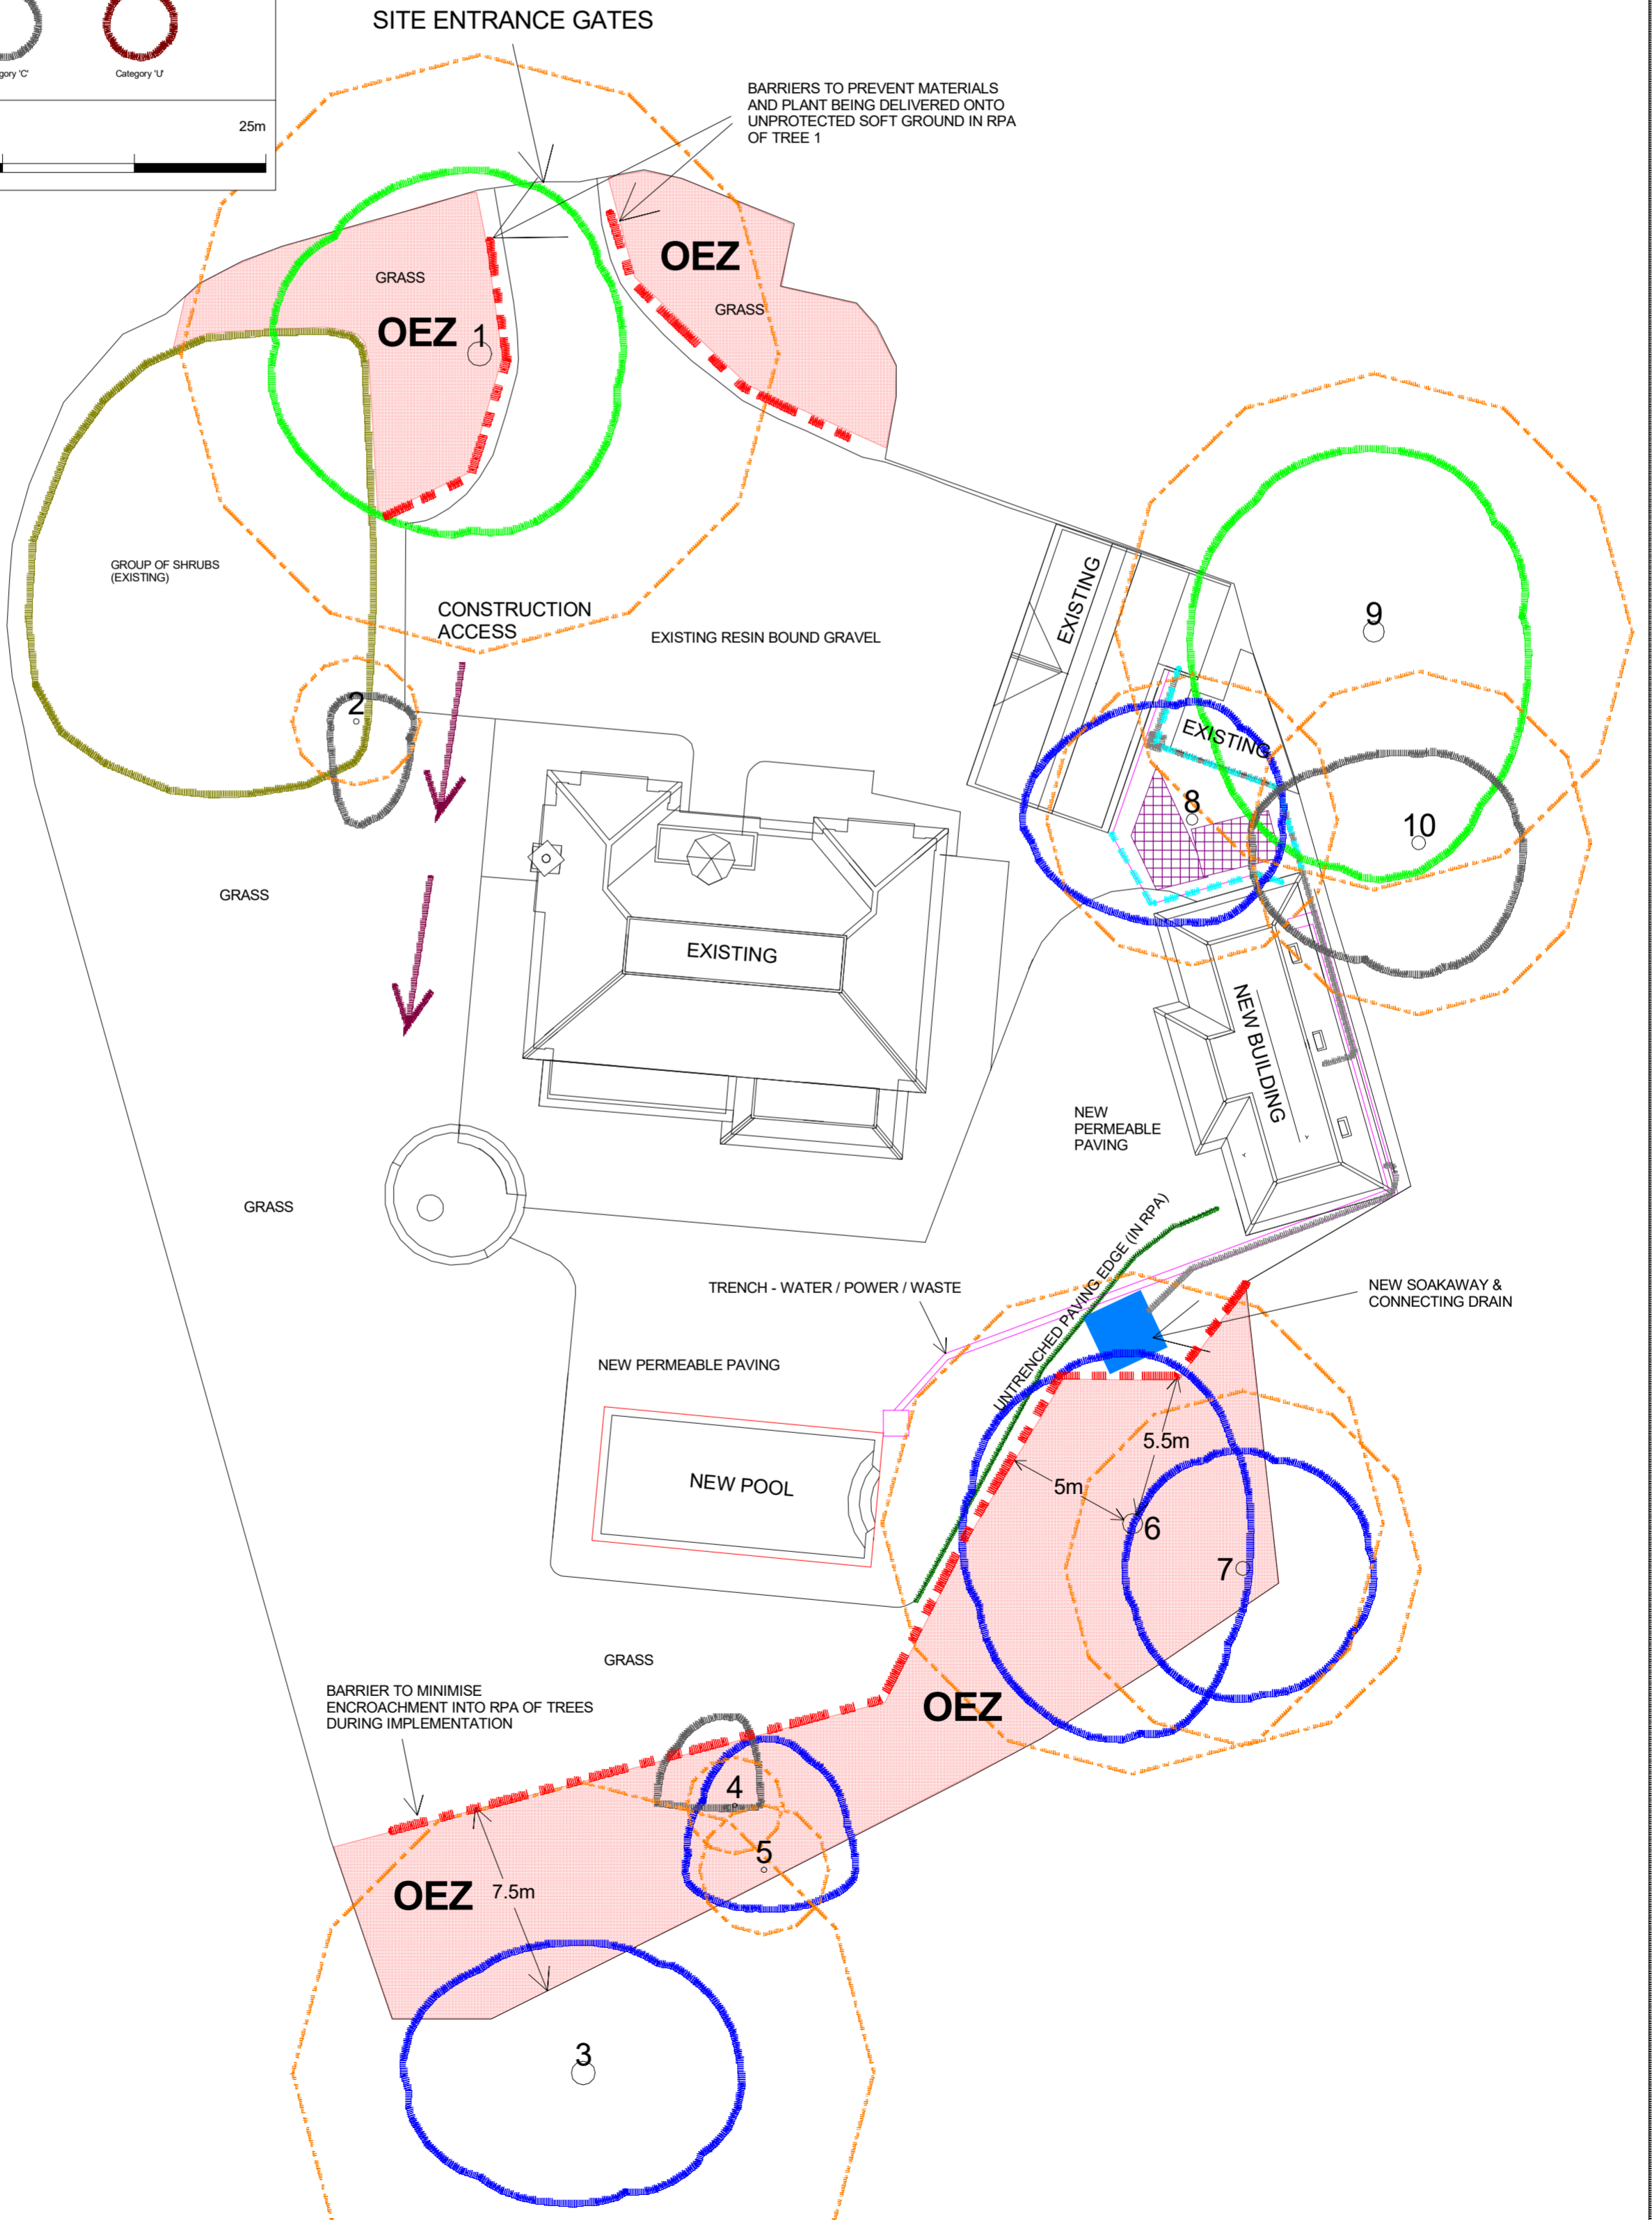 SITE ENTRANCE GATES
Category 'U'
25m
BARRIERS TO PREVENT MATERIALS
AND PLANT BEING DELIVERED ONTO
UNPROTECTED SOFT GROUND IN RPA
OF TREE 1
OEZ
GRASS
GRASS
OEZ
1
GROUP OF SHRUBS
(EXISTING)
CONSTRUCTION
ACCESS
EXISTING RESIN BOUND GRAVEL
EXISTING
9
2
EXISTING
8
10
GRASS
EXISTING
NEW BUILDING
NEW
PERMEABLE
PAVING
GRASS
UNTRENCHED PAVING EDGE (IN RPA)
TRENCH - WATER / POWER / WASTE
NEW SOAKAWAY &
CONNECTING DRAIN
NEW PERMEABLE PAVING
5.5m
NEW POOL
5m
6
7
GRASS
BARRIER TO MINIMISE
ENCROACHMENT INTO RPA OF TREES
DURING IMPLEMENTATION
OEZ
4
5
OEZ
7.5m
3